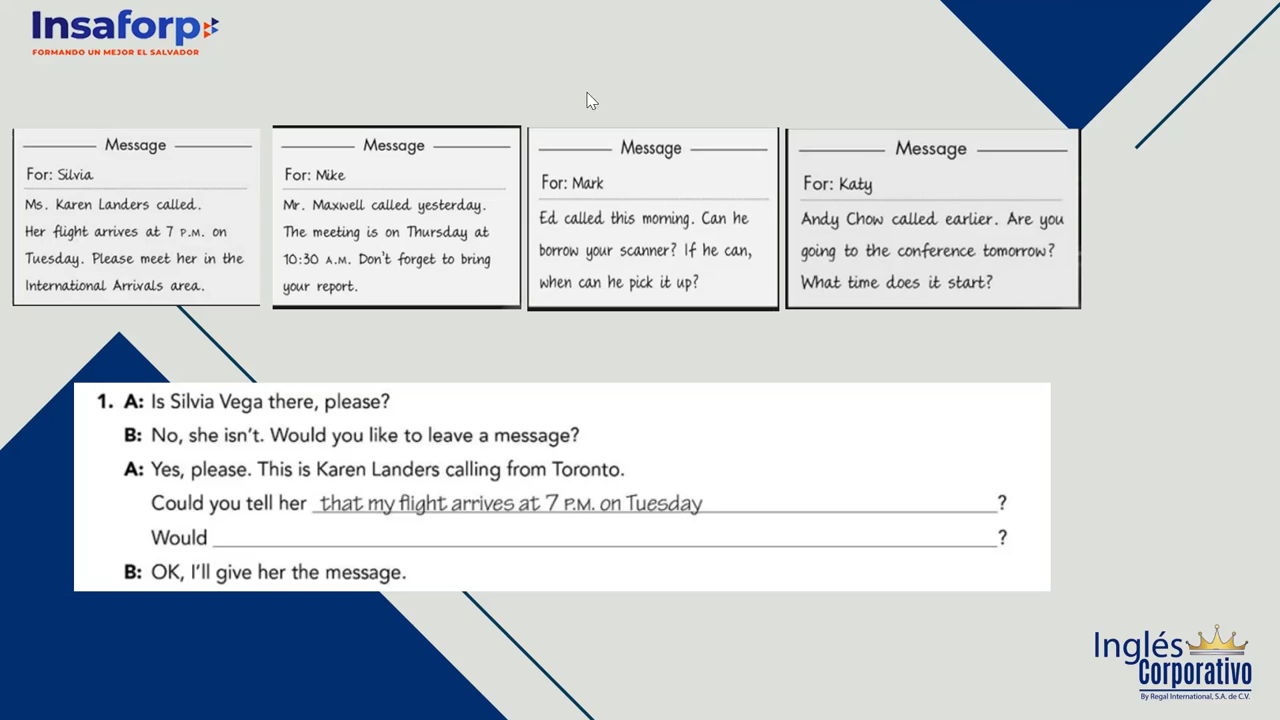 Insaforp
FORMANDO UN MEJOR EL SALVADOR
Message
For: Silvia
Ms. Karen Landers called.
Her flight arrives at 7 P.M. on
Tuesday. Please meet her in the
International Arrivals area.
Message
For: Mike
Mr. Maxwell called yesterday.
The meeting is on Thursday at
10:30 A.M. Don't forget to bring
your report.
Message
For: Mark
Ed called this morning. Can he
borrow your scanner? If he can,
when can he pick it up?
Message
For: Katy
Andy Chow called earlier. Are you
going to the conference tomorrow?
What time does it start?
1. A: Is Silvia Vega there, please?
B: No, she isn't. Would you like to leave a message?
A: Yes, please. This is Karen Landers calling from Toronto.
Could you tell her that my flight arrives at 7 P.M. on Tuesday ?
Would ?
B: OK, I'll give her the message.
Inglés
Corporativo
By Regal International, S.A. de C.V.